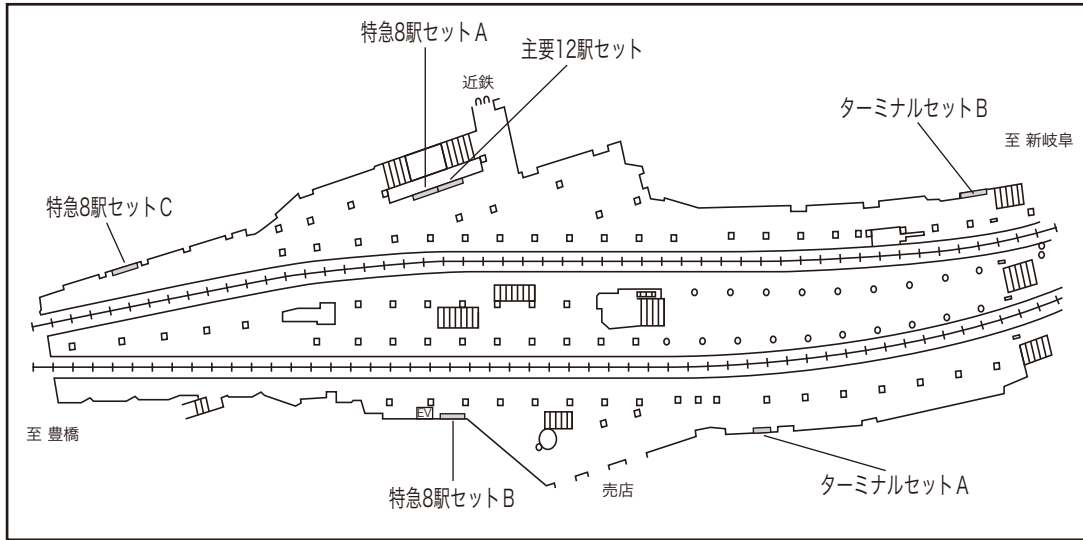 特急8駅セットA
主要12駅セット
近鉄
ターミナルセットB
至 新岐阜
特急8駅セットC
EV
至 豊橋
特急8駅セットB
売店
ターミナルセットA